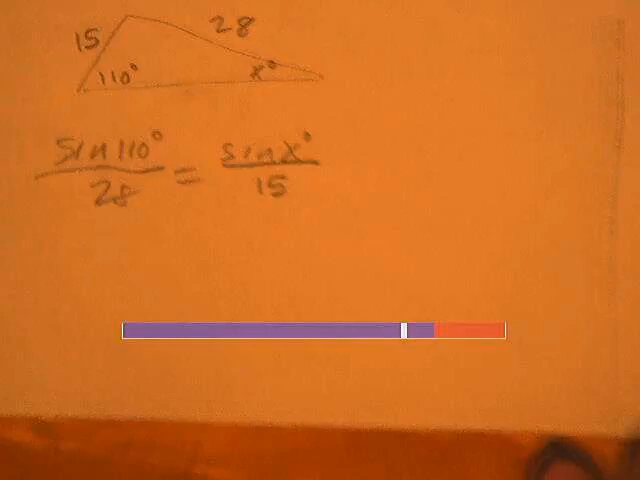 15
28
110°
x°
sin 110° = sin x°
28 15